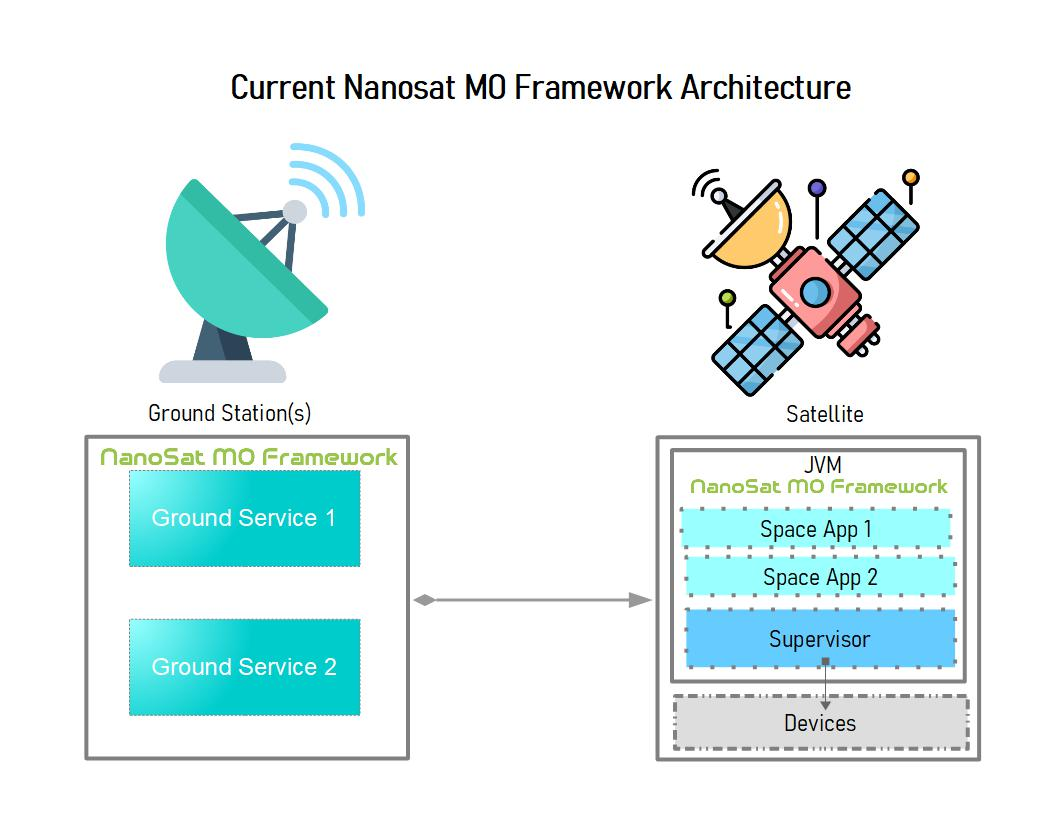 Current Nanosat MO Framework Architecture
Ground Station(s)
NanoSat MO Framework
Ground Service 1
Ground Service 2
Satellite
JVM
NanoSat MO Framework
Space App 1
Space App 2
Supervisor
Devices